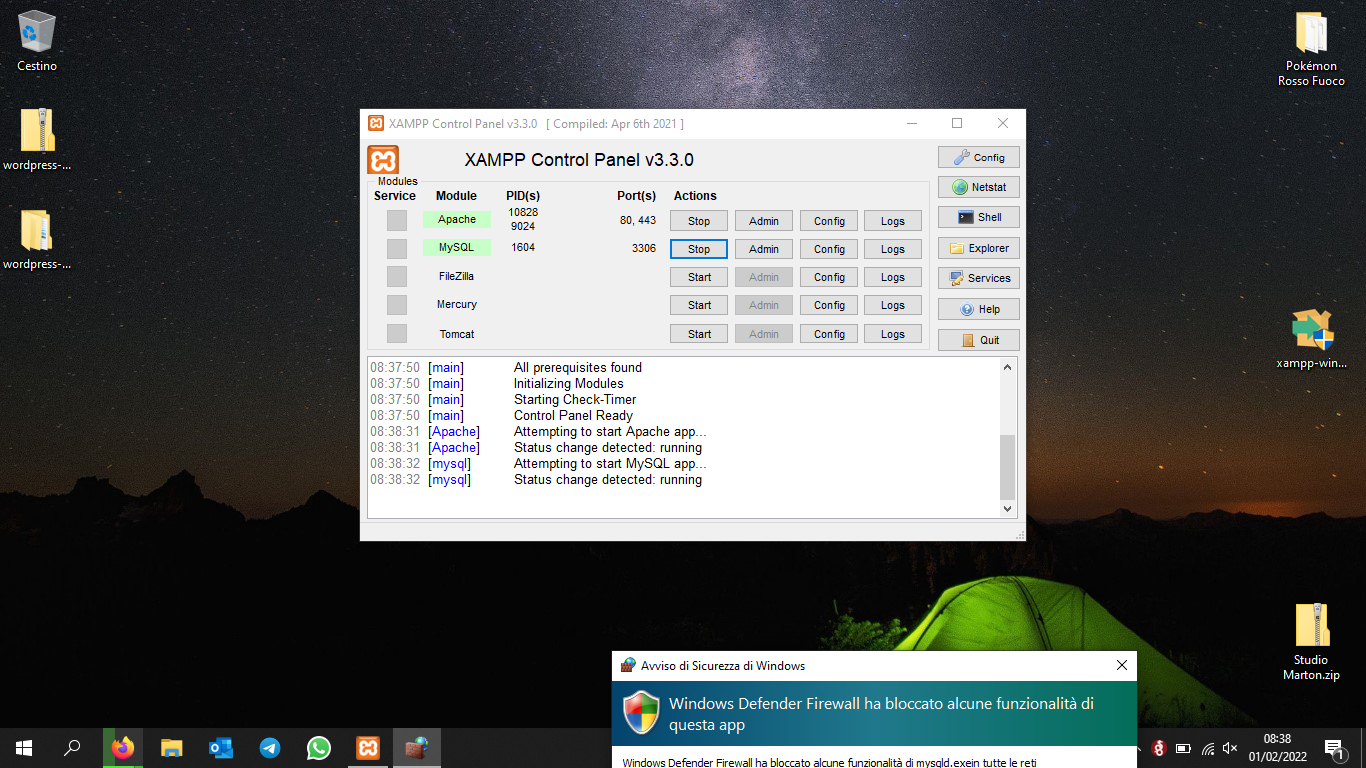 Cestino
wordpress-...
wordpress-...
Pokémon
Rosso Fuoco
xampp-win...
Studio
Marton.zip
XAMPP Control Panel v3.3.0 [ Compiled: Apr 6th 2021 ]
XAMPP Control Panel v3.3.0
Modules
Service Module PID(s) Port(s) Actions
Apache 10828 9024 80, 443 Stop Admin Config Logs
MySQL 1604 3306 Stop Admin Config Logs
FileZilla Start Admin Config Logs
Mercury Start Admin Config Logs
Tomcat Start Admin Config Logs
Config
Netstat
Shell
Explorer
Services
Help
Quit
08:37:50 [main] All prerequisites found
08:37:50 [main] Initializing Modules
08:37:50 [main] Starting Check-Timer
08:37:50 [main] Control Panel Ready
08:38:31 [Apache] Attempting to start Apache app...
08:38:31 [Apache] Status change detected: running
08:38:32 [mysql] Attempting to start MySQL app...
08:38:32 [mysql] Status change detected: running
Avviso di Sicurezza di Windows
Windows Defender Firewall ha bloccato alcune funzionalità di
questa app
Windows Defender Firewall ha bloccato alcune funzionalità di mysqld.exein tutte le reti
08:38
01/02/2022
1